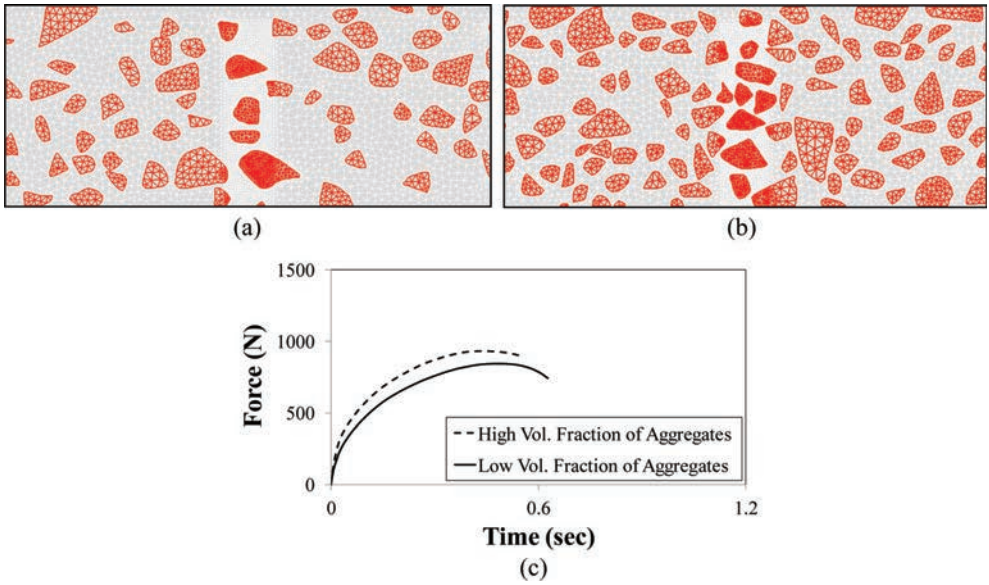 (a)
(b)
1500
1000
500
0
Force (N)
High Vol. Fraction of Aggregates
Low Vol. Fraction of Aggregates
0
0.6
1.2
Time (sec)
(c)